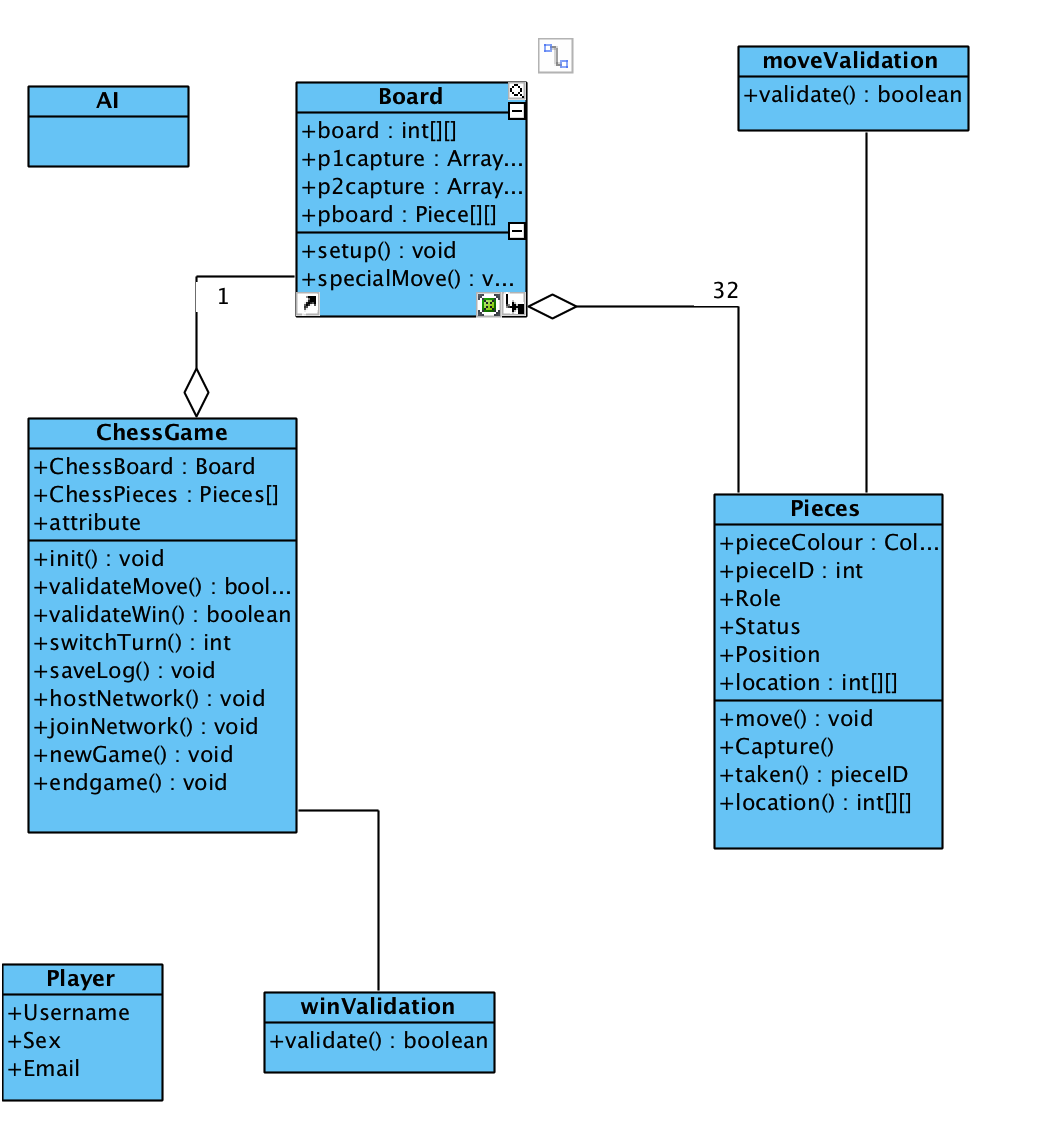 AI
Board
+board : int[][]
+p1capture : Array...
+p2capture : Array...
+pboard : Piece[][]
+setup() : void
+specialMove() : v...
moveValidation
+validate() : boolean
1
32
ChessGame
+ChessBoard : Board
+ChessPieces : Pieces[]
+attribute
+init() : void
+validateMove() : bool...
+validateWin() : boolean
+switchTurn() : int
+saveLog() : void
+hostNetwork() : void
+joinNetwork() : void
+newGame() : void
+endgame() : void
Pieces
+pieceColour : Col...
+pieceID : int
+Role
+Status
+Position
+location : int[][]
+move() : void
+Capture()
+taken() : pieceID
+location() : int[][]
Player
+Username
+Sex
+Email
winValidation
+validate() : boolean